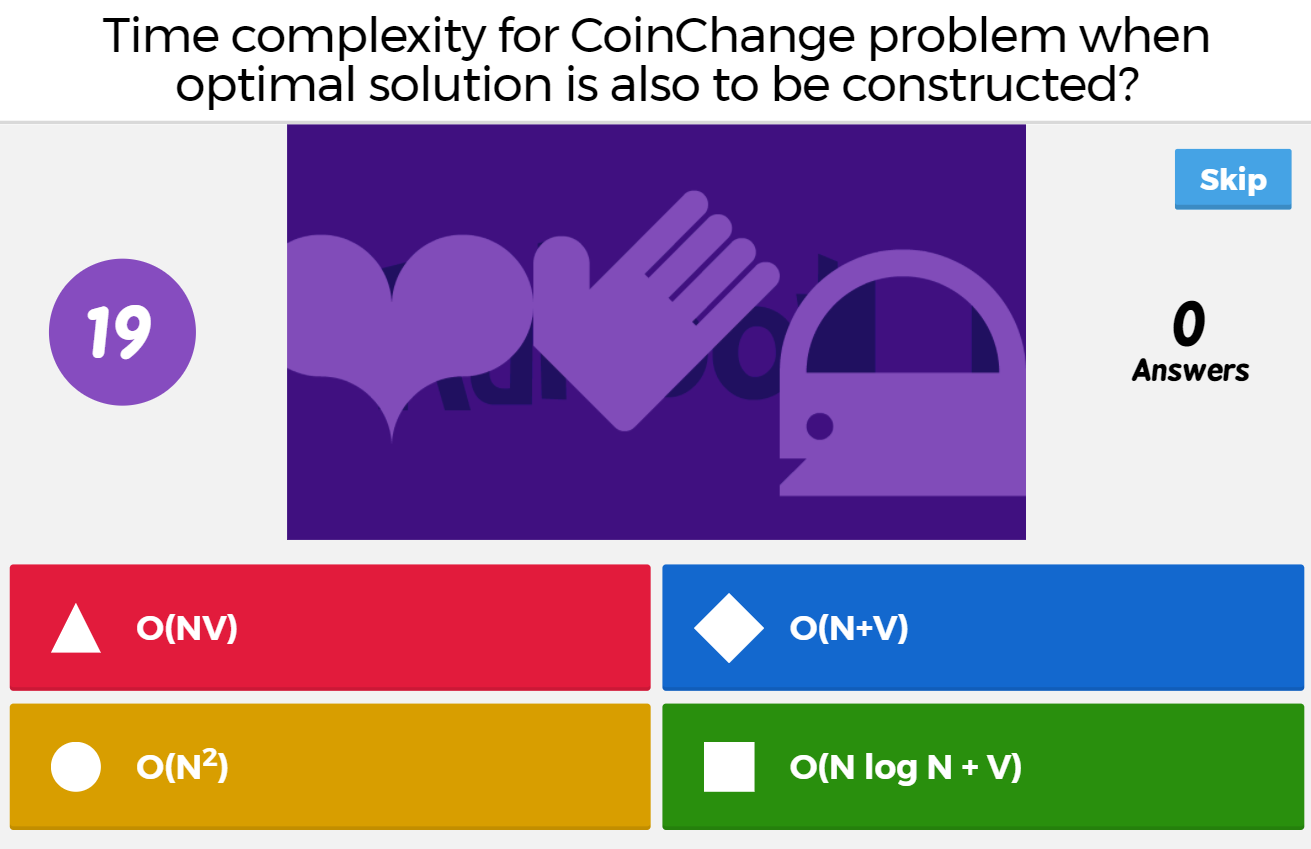 Time complexity for CoinChange problem when
optimal solution is also to be constructed?
Skip
19
0
Answers
O(NV)
O(N+V)
O(N²)
O(N log N + V)